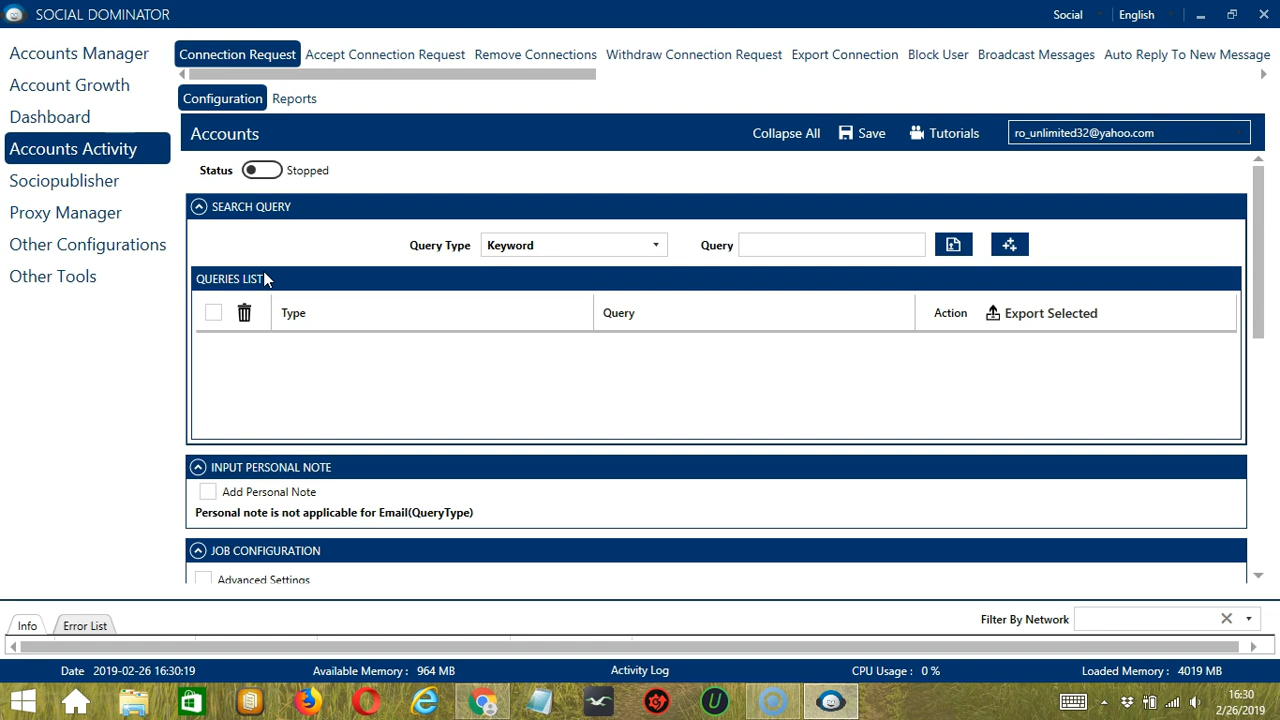 SOCIAL DOMINATOR
Social
English
Accounts Manager
Account Growth
Dashboard
Accounts Activity
Sociopublisher
Proxy Manager
Other Configurations
Other Tools
Connection Request
Accept Connection Request
Remove Connections
Withdraw Connection Request
Export Connection
Block User
Broadcast Messages
Auto Reply To New Message
Configuration
Reports
Accounts
Collapse All
Save
Tutorials
ro_unlimited32@yahoo.com
Status
Stopped
SEARCH QUERY
Query Type
Keyword
Query
QUERIES LIST
Type
Query
Action
Export Selected
INPUT PERSONAL NOTE
Add Personal Note
Personal note is not applicable for Email(QueryType)
JOB CONFIGURATION
Advanced Settings
Info
Error List
Filter By Network
Date 2019-02-26 16:30:19
Available Memory : 964 MB
Activity Log
CPU Usage : 0 %
Loaded Memory : 4019 MB
16:30
2/26/2019